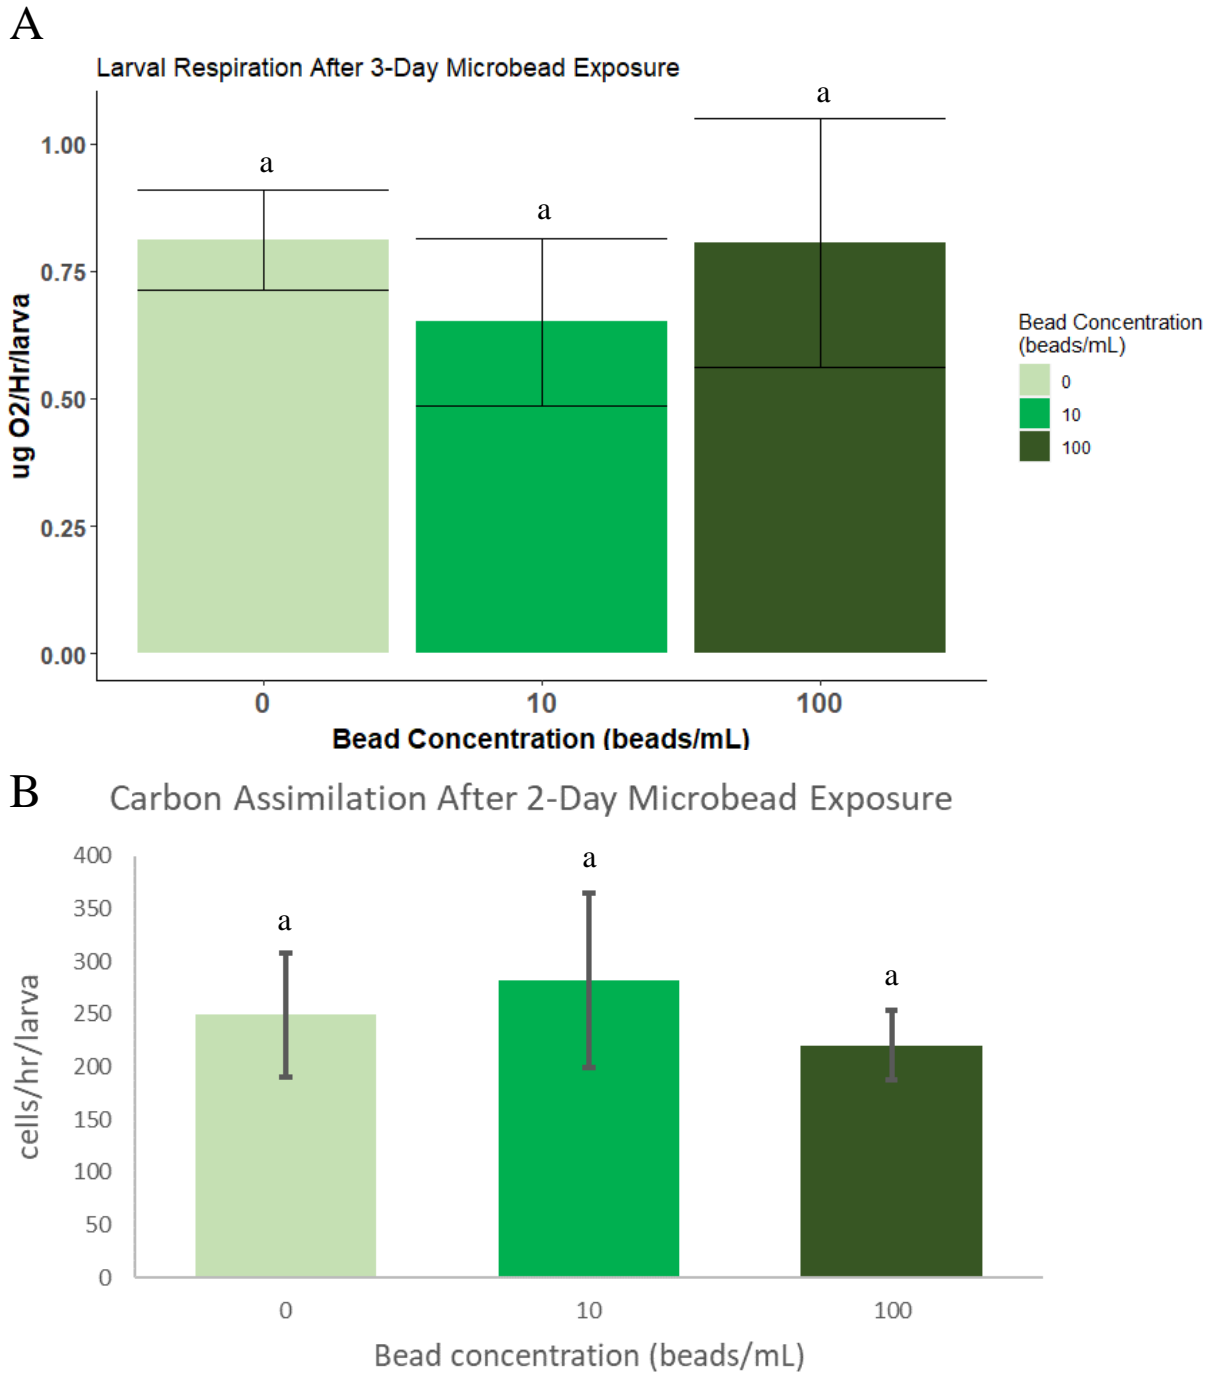 A
Larval Respiration After 3-Day Microbead Exposure
a
a
a
1.00
0.75
0.50
0.25
0.00
ug O2/Hr/larva
0
10
100
Bead Concentration (beads/mL)
Bead Concentration
(beads/mL)
0
10
100
B
Carbon Assimilation After 2-Day Microbead Exposure
400
350
300
250
200
150
100
50
0
cells/hr/larva
a
a
a
0
10
100
Bead concentration (beads/mL)